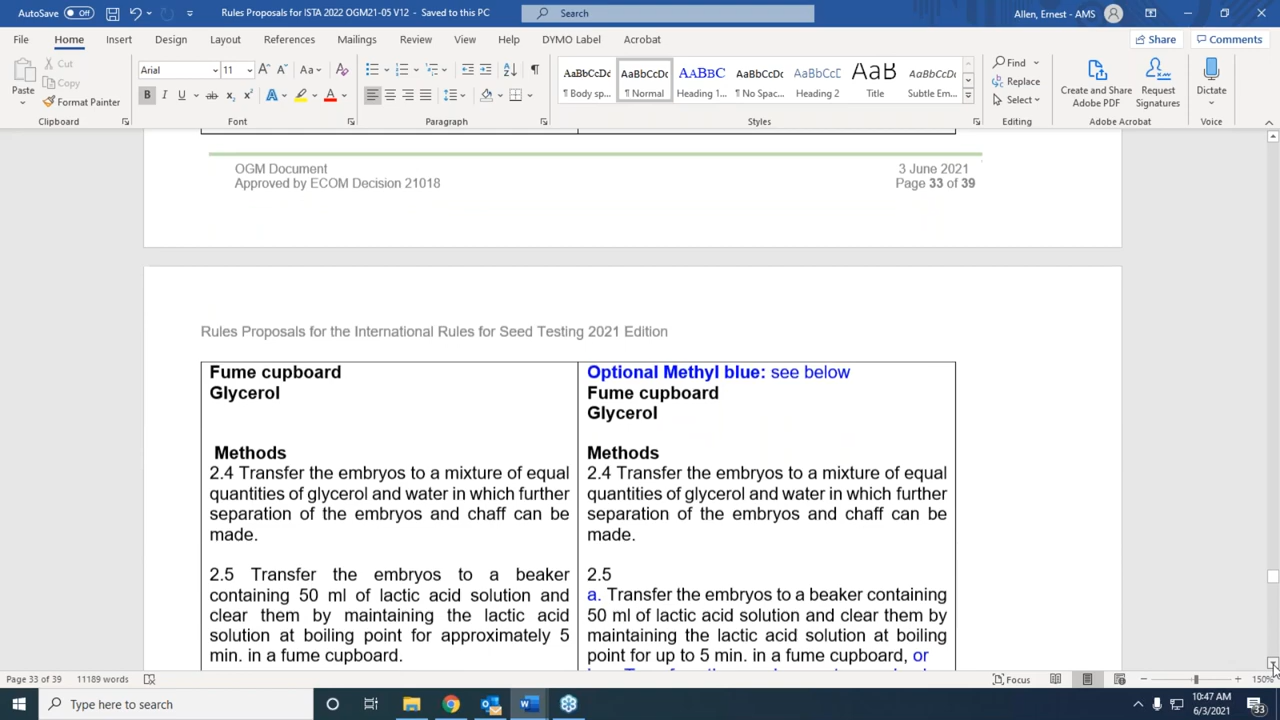 AutoSave Off Rules Proposals for ISTA 2022 OGM21-05 V12 - Saved to this PC Search Allen, Ernest - AMS
File Home Insert Design Layout References Mailings Review View Help DYMO Label Acrobat Share Comments
Paste Cut Copy Format Painter
Arial 11
B I U
AaBbCcDc ¶ Body sp... AaBbCcDc ¶ Normal AABBC Heading 1... AaBbCcDc ¶ No Spac... AaBbCcD Heading 2 AaB Title AaBbCcDc Subtle Em...
Find Replace Select
Create and Share Adobe PDF Request Signatures Dictate
Clipboard Font Paragraph Styles Editing Adobe Acrobat Voice
OGM Document 3 June 2021
Approved by ECOM Decision 21018 Page 33 of 39
Rules Proposals for the International Rules for Seed Testing 2021 Edition
Fume cupboard
Glycerol
Methods
2.4 Transfer the embryos to a mixture of equal
quantities of glycerol and water in which further
separation of the embryos and chaff can be
made.
2.5 Transfer the embryos to a beaker
containing 50 ml of lactic acid solution and
clear them by maintaining the lactic acid
solution at boiling point for approximately 5
min. in a fume cupboard.
Optional Methyl blue: see below
Fume cupboard
Glycerol
Methods
2.4 Transfer the embryos to a mixture of equal
quantities of glycerol and water in which further
separation of the embryos and chaff can be
made.
2.5
a. Transfer the embryos to a beaker containing
50 ml of lactic acid solution and clear them by
maintaining the lactic acid solution at boiling
point for up to 5 min. in a fume cupboard, or
Page 33 of 39 11189 words Focus 150%
Type here to search 10:47 AM
6/3/2021 33